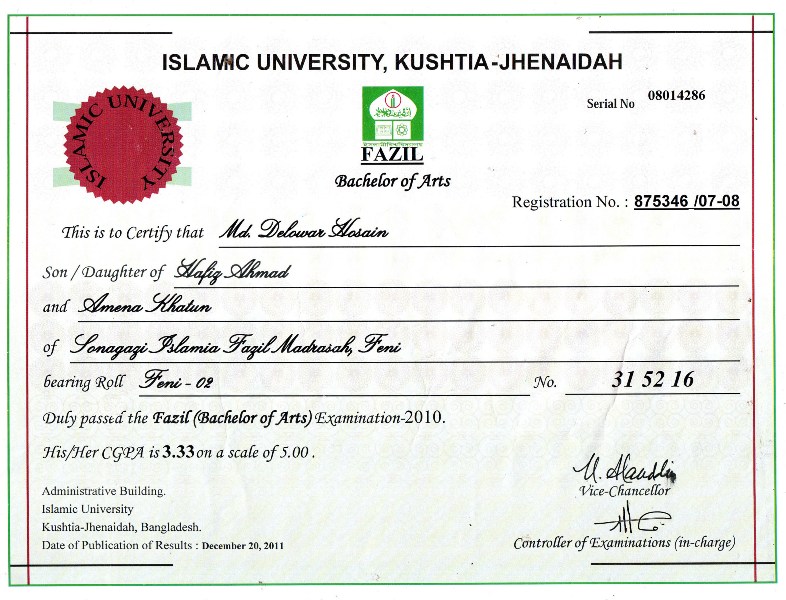 ISLAMIC UNIVERSITY, KUSHTIA-JHENAIDAH
ISLAMIC UNIVERSITY
Serial No 08014286
FAZIL
Bachelor of Arts
Registration No. : 875346 /07-08
This is to Certify that Md. Delowar Hosain
Son / Daughter of Hafiz Ahmad
and Amena Khatun
of Sonagazi Islamia Fazil Madrasah, Feni
bearing Roll Feni - 02 No. 31 52 16
Duly passed the Fazil (Bachelor of Arts) Examination-2010.
His/Her CGPA is 3.33 on a scale of 5.00 .
M. Alauddin
Vice-Chancellor
Administrative Building.
Islamic University
Kushtia-Jhenaidah, Bangladesh.
Date of Publication of Results : December 20, 2011
Controller of Examinations (in-charge)